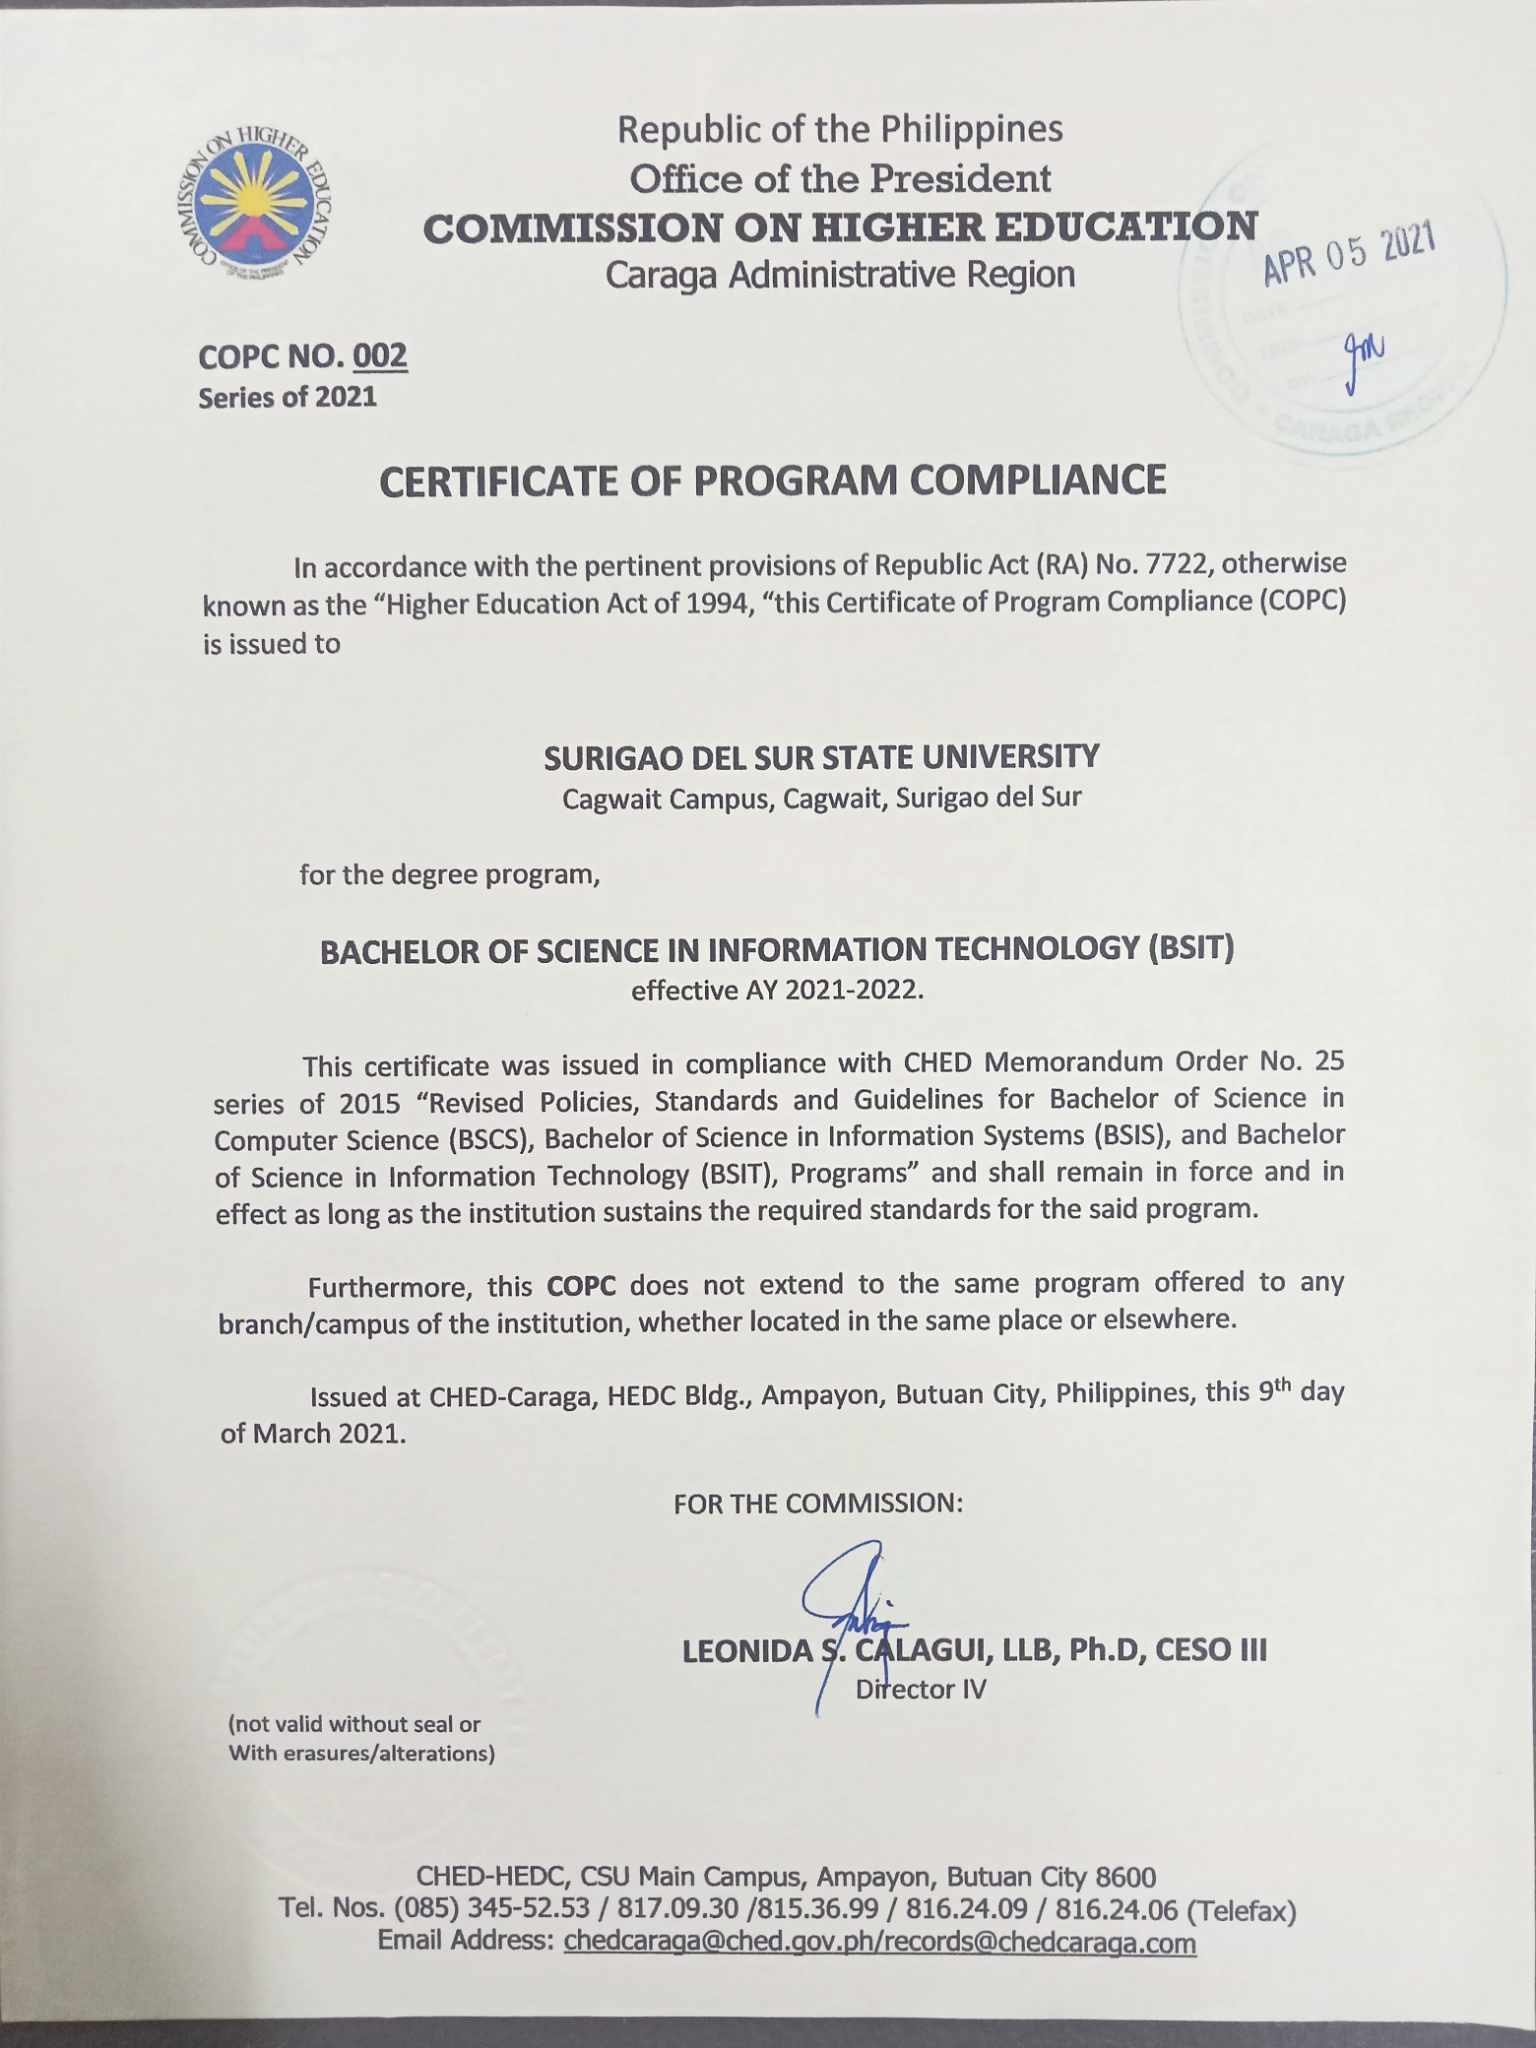 COMMISSION ON HIGHER EDUCATION
OFFICE OF THE PRESIDENT
OF THE PHILIPPINES
Republic of the Philippines
Office of the President
COMMISSION ON HIGHER EDUCATION
Caraga Administrative Region
APR 05 2021
CARAGA
COPC NO. 002
Series of 2021
CERTIFICATE OF PROGRAM COMPLIANCE
In accordance with the pertinent provisions of Republic Act (RA) No. 7722, otherwise
known as the “Higher Education Act of 1994, “this Certificate of Program Compliance (COPC)
is issued to
SURIGAO DEL SUR STATE UNIVERSITY
Cagwait Campus, Cagwait, Surigao del Sur
for the degree program,
BACHELOR OF SCIENCE IN INFORMATION TECHNOLOGY (BSIT)
effective AY 2021-2022.
This certificate was issued in compliance with CHED Memorandum Order No. 25
series of 2015 “Revised Policies, Standards and Guidelines for Bachelor of Science in
Computer Science (BSCS), Bachelor of Science in Information Systems (BSIS), and Bachelor
of Science in Information Technology (BSIT), Programs” and shall remain in force and in
effect as long as the institution sustains the required standards for the said program.
Furthermore, this COPC does not extend to the same program offered to any
branch/campus of the institution, whether located in the same place or elsewhere.
Issued at CHED-Caraga, HEDC Bldg., Ampayon, Butuan City, Philippines, this 9th day
of March 2021.
FOR THE COMMISSION:
LEONIDA S. CALAGUI, LLB, Ph.D, CESO III
Director IV
(not valid without seal or
With erasures/alterations)
CHED-HEDC, CSU Main Campus, Ampayon, Butuan City 8600
Tel. Nos. (085) 345-52.53 / 817.09.30 /815.36.99 / 816.24.09 / 816.24.06 (Telefax)
Email Address: chedcaraga@ched.gov.ph/records@chedcaraga.com